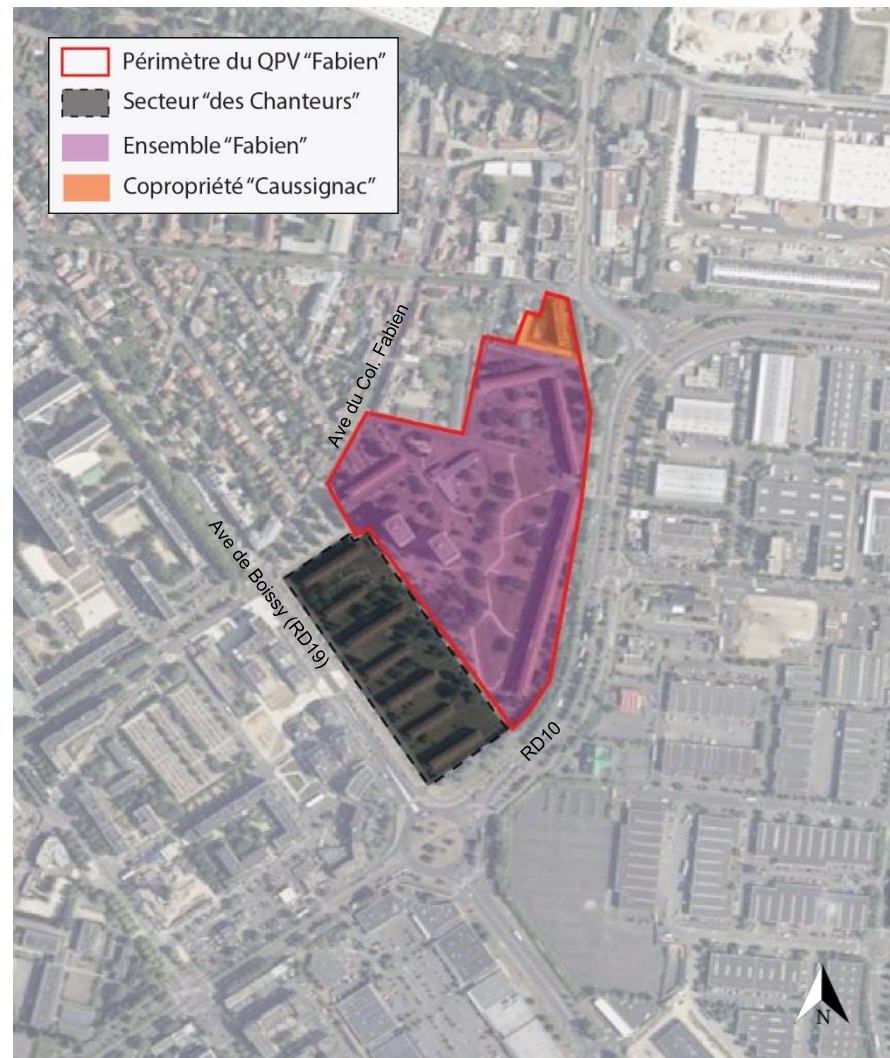 Périmètre du QPV “Fabien”
Secteur “des Chanteurs”
Ensemble “Fabien”
Copropriété “Caussignac”
Ave du Col. Fabien
Ave de Boissy (RD19)
RD10
N